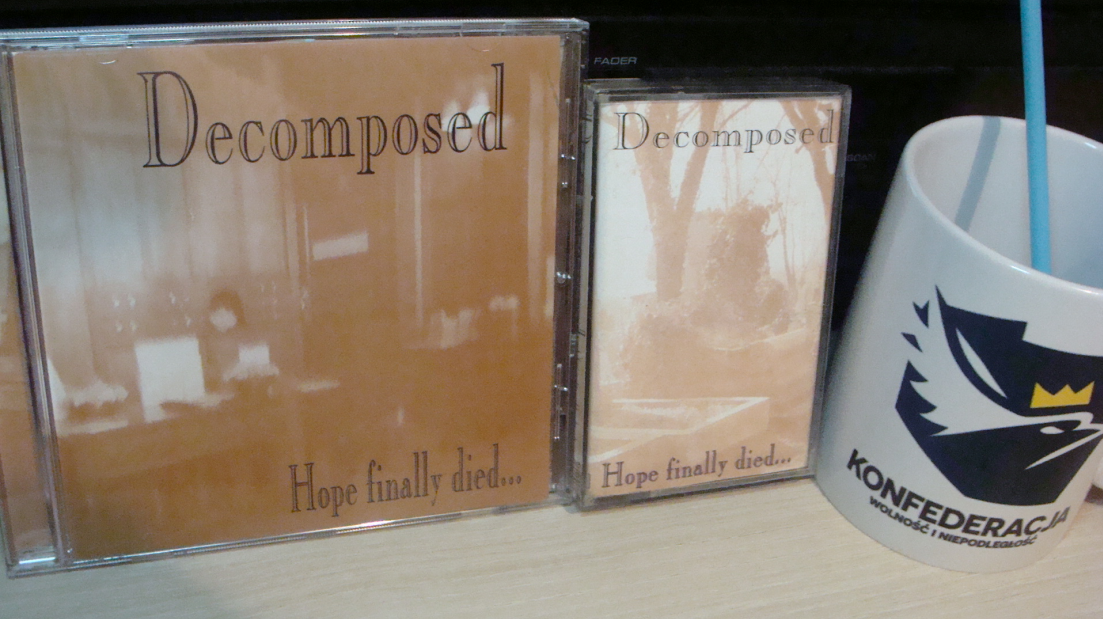 Decomposed
Hope finally died...
FADER
Decomposed
Hope finally died...
KONFEDERACJA
WOLNOŚĆ I NIEPODLEGŁOŚĆ